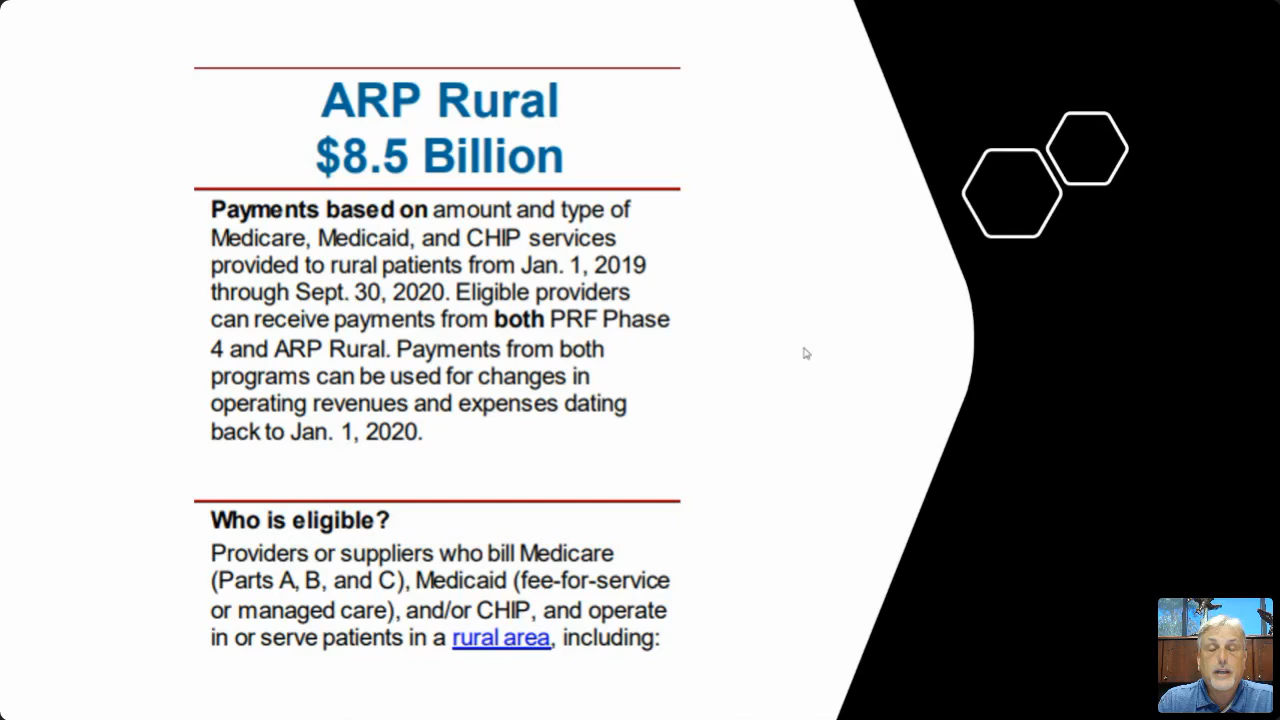 ARP Rural
$8.5 Billion
Payments based on amount and type of
Medicare, Medicaid, and CHIP services
provided to rural patients from Jan. 1, 2019
through Sept. 30, 2020. Eligible providers
can receive payments from both PRF Phase
4 and ARP Rural. Payments from both
programs can be used for changes in
operating revenues and expenses dating
back to Jan. 1, 2020.
Who is eligible?
Providers or suppliers who bill Medicare
(Parts A, B, and C), Medicaid (fee-for-service
or managed care), and/or CHIP, and operate
in or serve patients in a rural area, including: